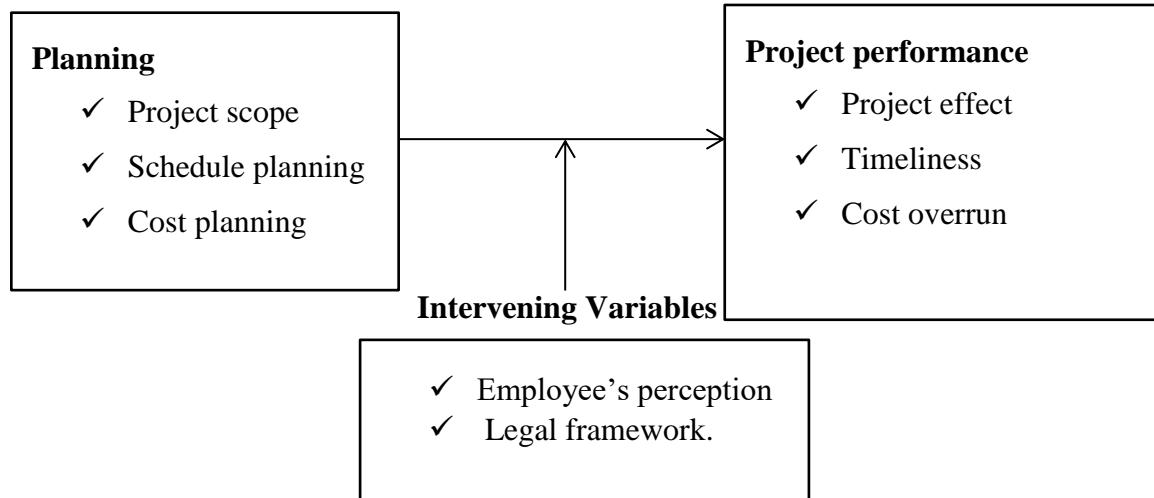 Planning
✓ Project scope
✓ Schedule planning
✓ Cost planning
Project performance
✓ Project effect
✓ Timeliness
✓ Cost overrun
Intervening Variables
✓ Employee’s perception
✓ Legal framework.